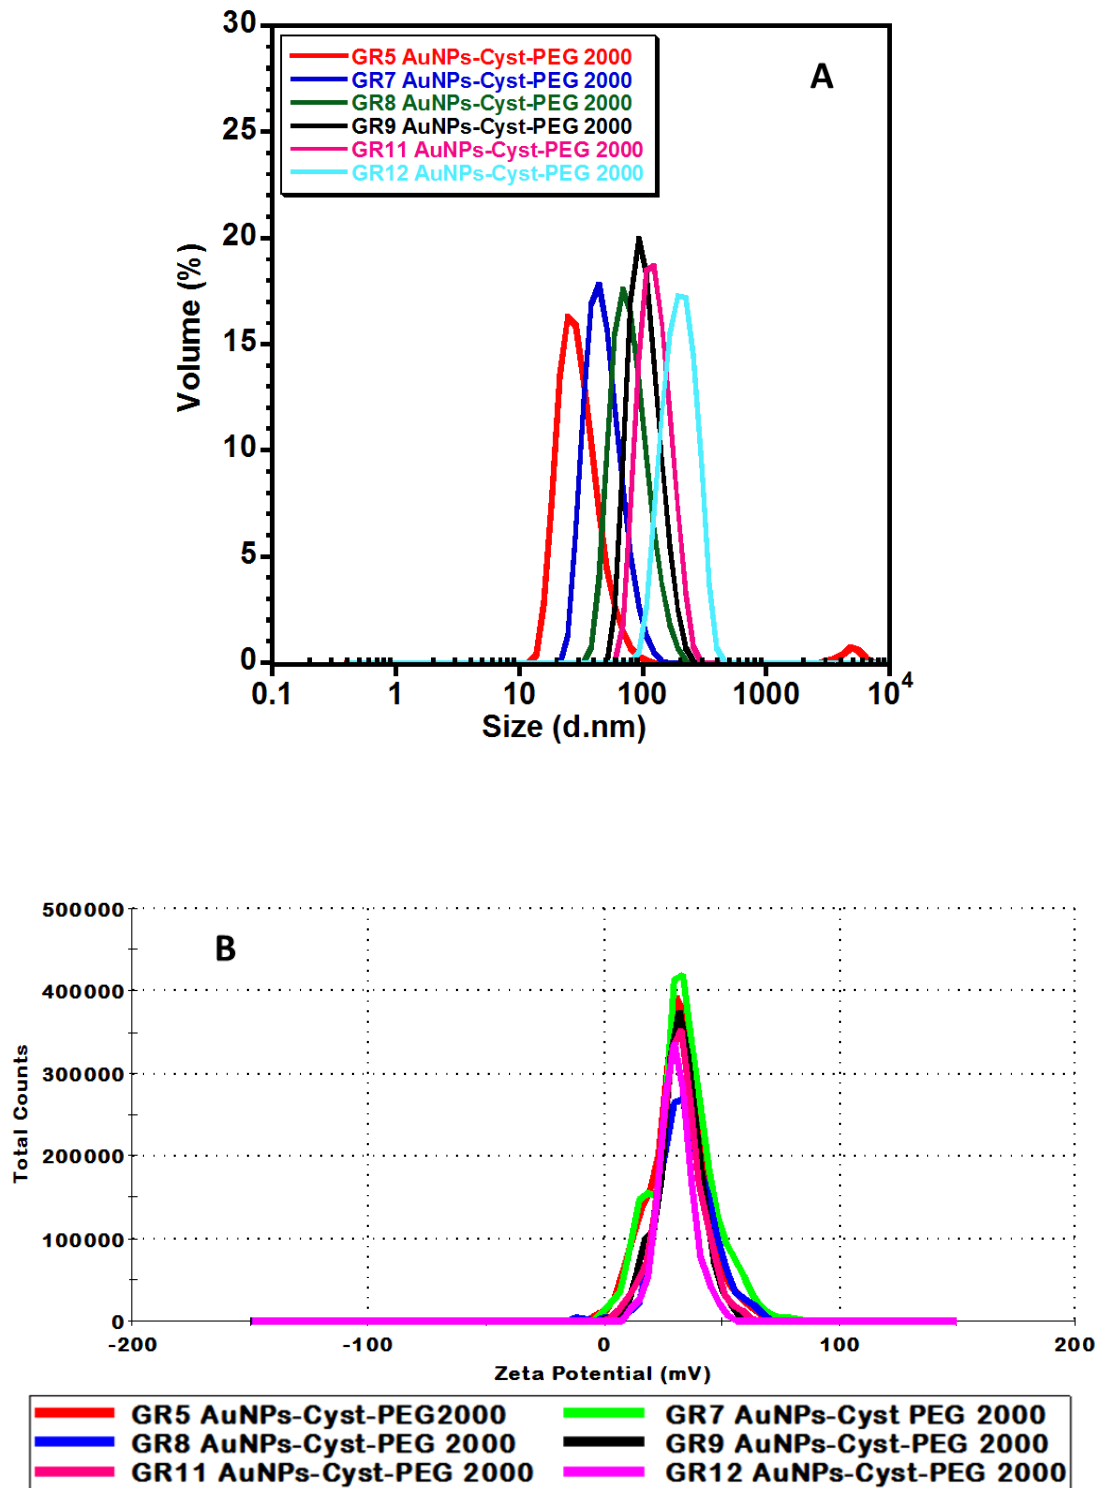 30
25
20
15
10
5
0
Volume (%)
GR5 AuNPs-Cyst-PEG 2000
GR7 AuNPs-Cyst-PEG 2000
GR8 AuNPs-Cyst-PEG 2000
GR9 AuNPs-Cyst-PEG 2000
GR11 AuNPs-Cyst-PEG 2000
GR12 AuNPs-Cyst-PEG 2000
A
0.1 1 10 100 1000 10⁴
Size (d.nm)
500000
400000
300000
200000
100000
0
Total Counts
B
-200 -100 0 100 200
Zeta Potential (mV)
GR5 AuNPs-Cyst-PEG2000 GR7 AuNPs-Cyst PEG 2000
GR8 AuNPs-Cyst-PEG 2000 GR9 AuNPs-Cyst-PEG 2000
GR11 AuNPs-Cyst-PEG 2000 GR12 AuNPs-Cyst-PEG 2000